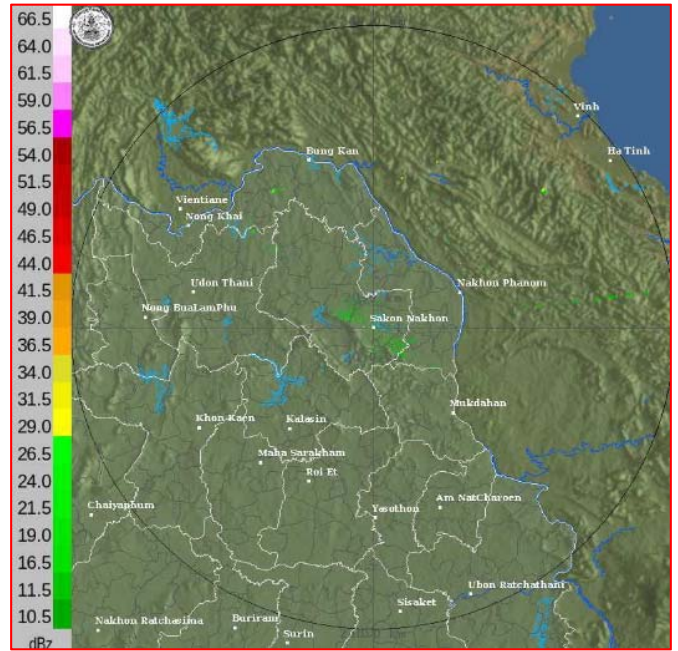 66.5
64.0
61.5
59.0
56.5
54.0
51.5
49.0
46.5
44.0
41.5
39.0
36.5
34.0
31.5
29.0
26.5
24.0
21.5
19.0
16.5
11.5
10.5
dBz
Vinh
Ha Tinh
Bung Kan
Vientiane
Nong Khai
Udon Thani
Nakhon Phanom
Nong BuaLamPhu
Sakon Nakhon
Mukdahan
Khon Kaen
Kalasin
Maha Sarakham
Roi Et
Chaiyaphum
Yasothon
Am NatCharoen
Ubon Ratchathani
Sisaket
Nakhon Ratchasima
Buriram
Surin